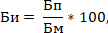 Би = Бп / Бм * 100,